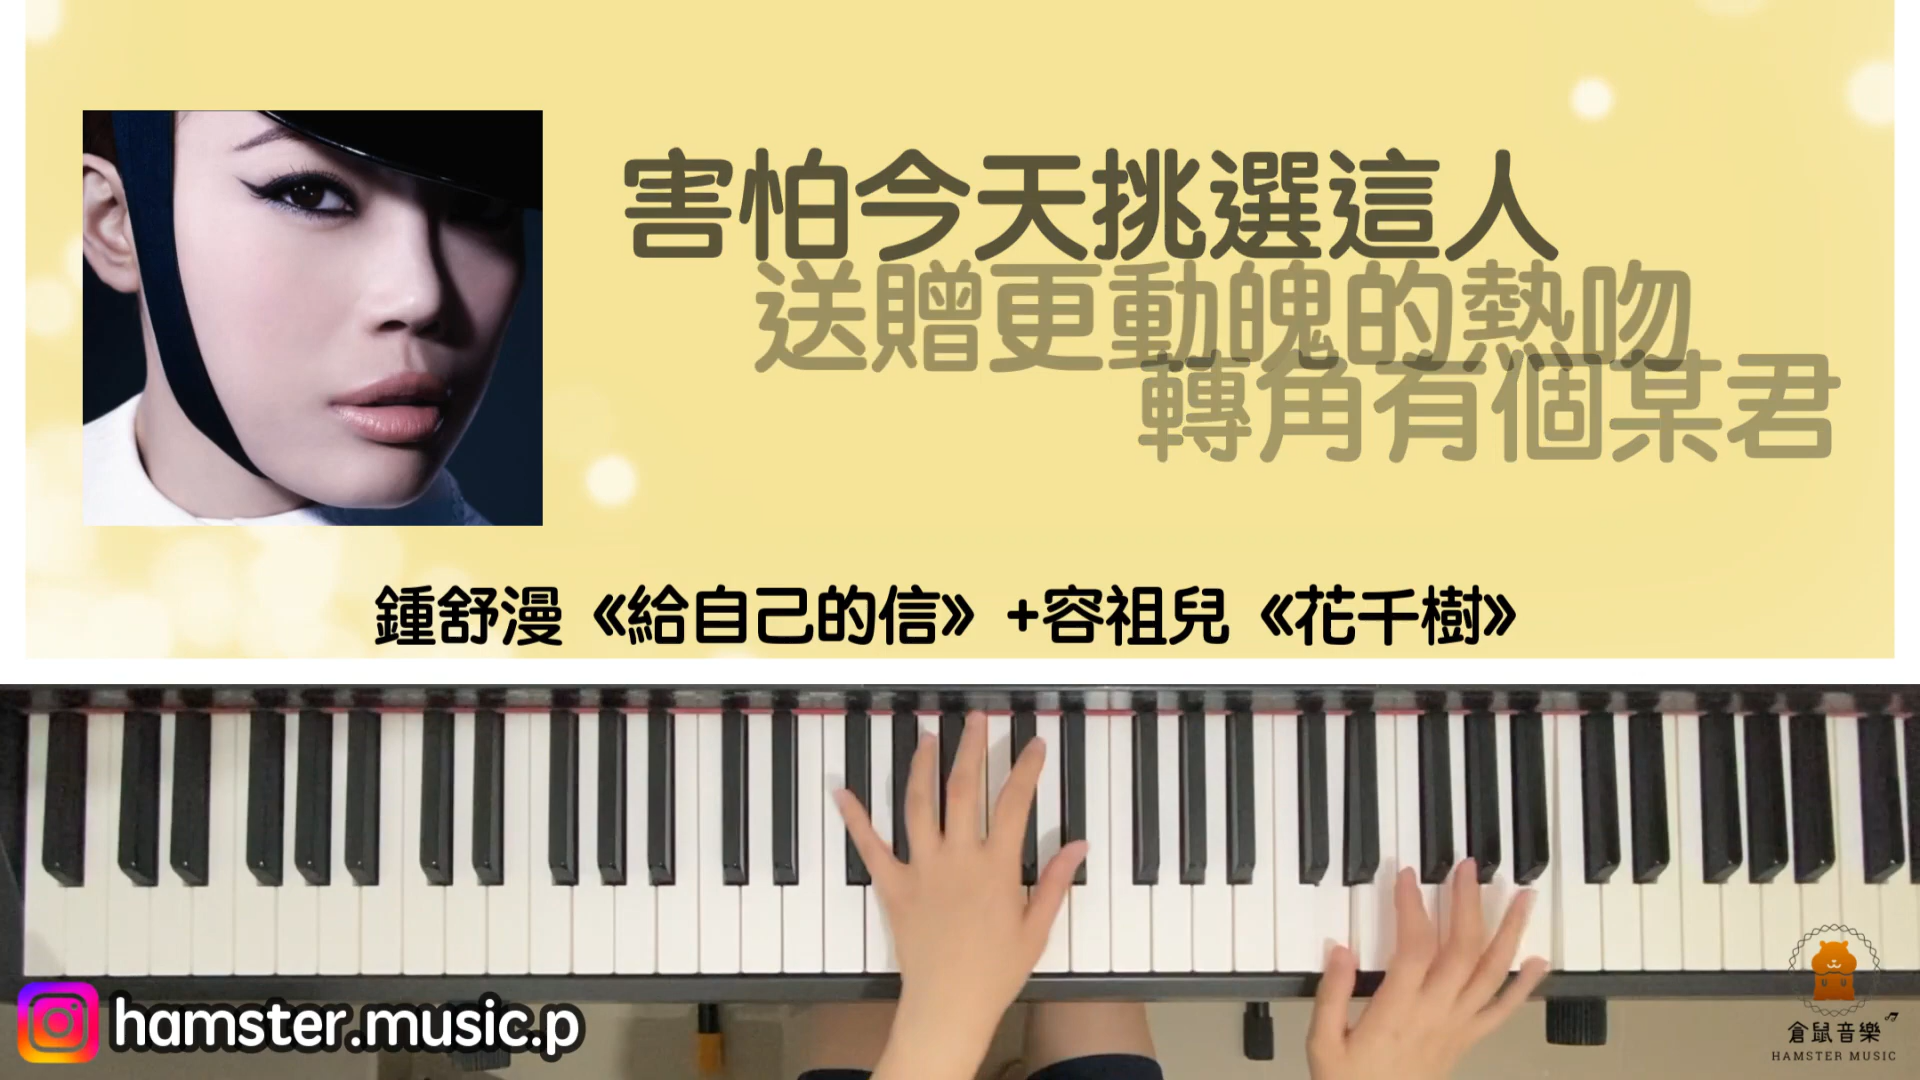 害怕今天挑選這人
送贈更動魄的熱吻
轉角有個某君
鍾舒漫《給自己的信》+容祖兒《花千樹》
hamster.music.p
倉鼠音樂
HAMSTER MUSIC